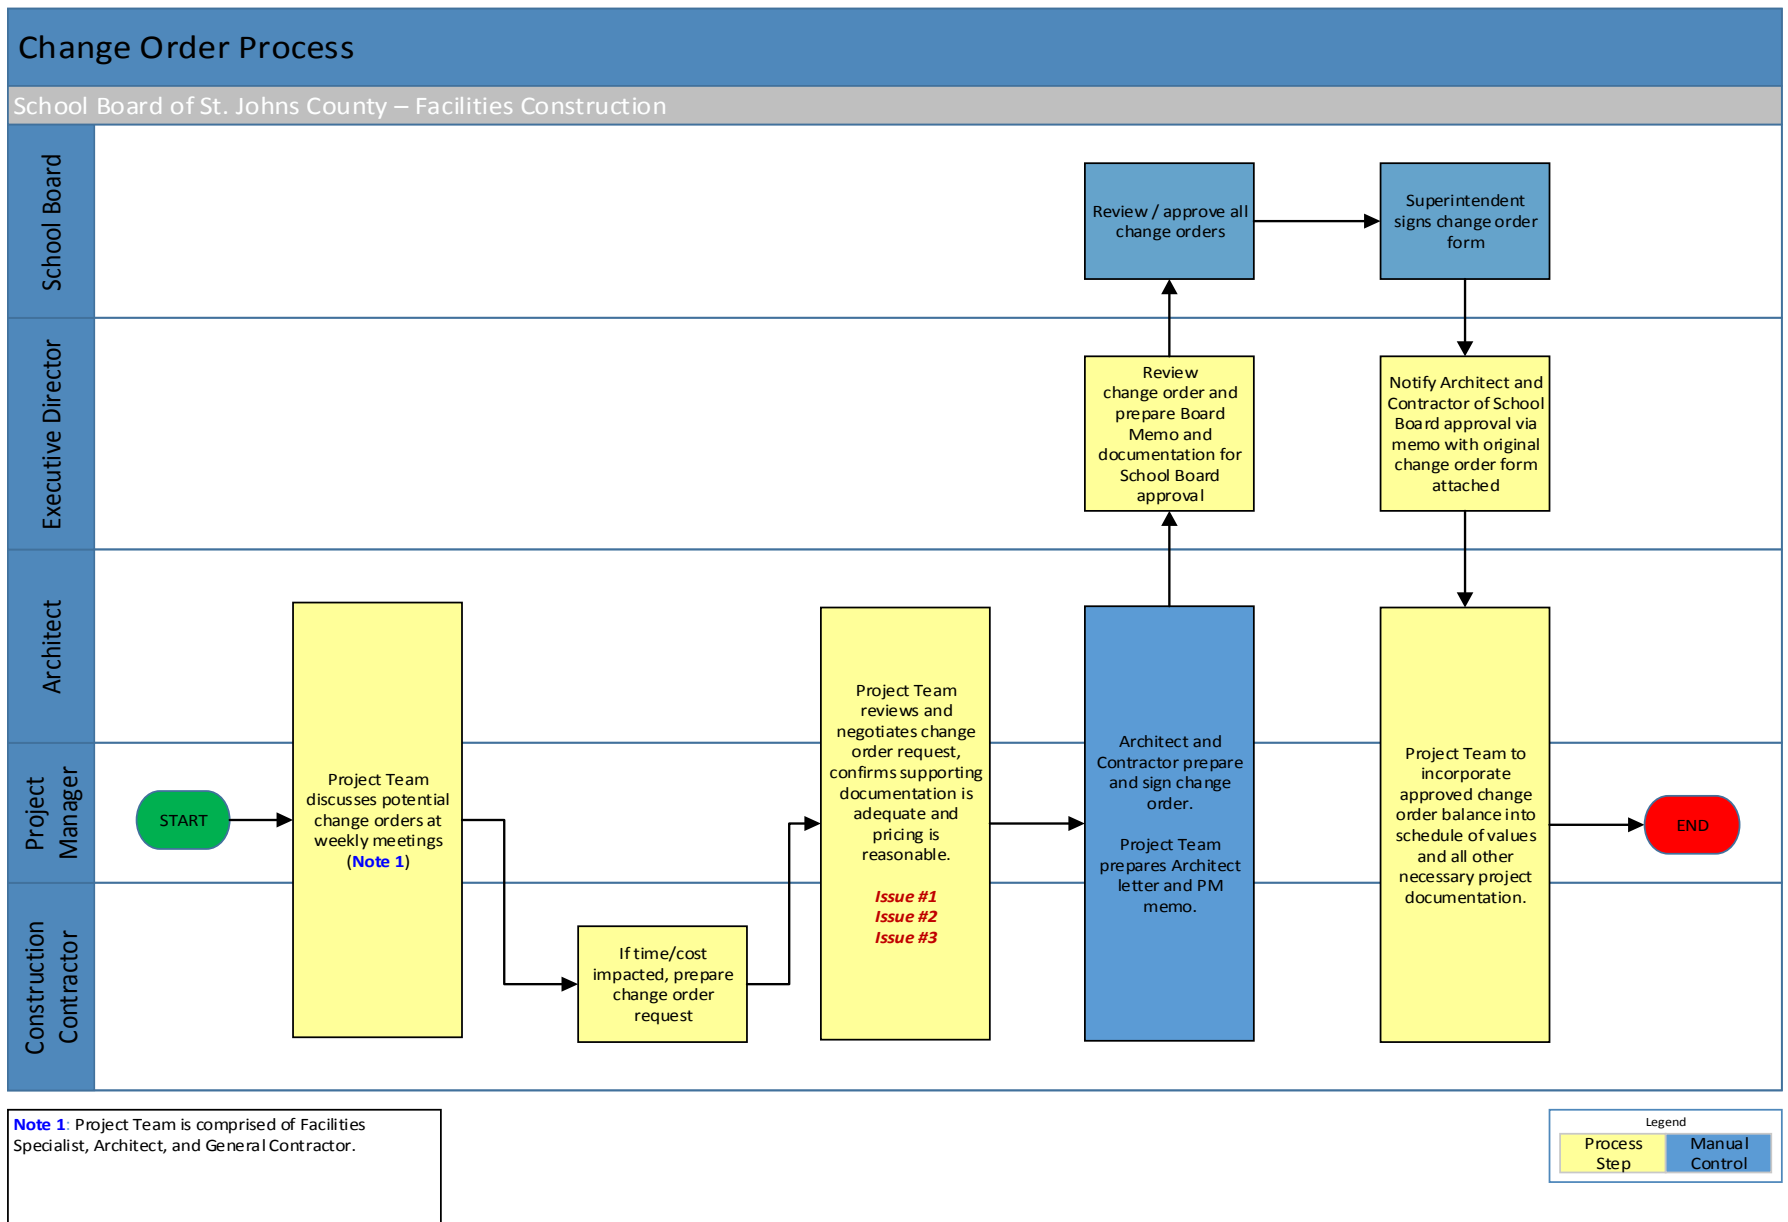 Change Order Process
School Board of St. Johns County – Facilities Construction
School Board
Review / approve all
change orders
Superintendent
signs change order
form
Executive Director
Review
change order and
prepare Board
Memo and
documentation for
School Board
approval
Notify Architect and
Contractor of School
Board approval via
memo with original
change order form
attached
Architect
Project
Manager
Construction
Contractor
START
Project Team
discusses potential
change orders at
weekly meetings
(Note 1)
If time/cost
impacted, prepare
change order
request
Project Team
reviews and
negotiates change
order request,
confirms supporting
documentation is
adequate and
pricing is
reasonable.
Issue #1
Issue #2
Issue #3
Architect and
Contractor prepare
and sign change
order.
Project Team
prepares Architect
letter and PM
memo.
Project Team to
incorporate
approved change
order balance into
schedule of values
and all other
necessary project
documentation.
END
Note 1: Project Team is comprised of Facilities
Specialist, Architect, and General Contractor.
Legend
Process
Step
Manual
Control